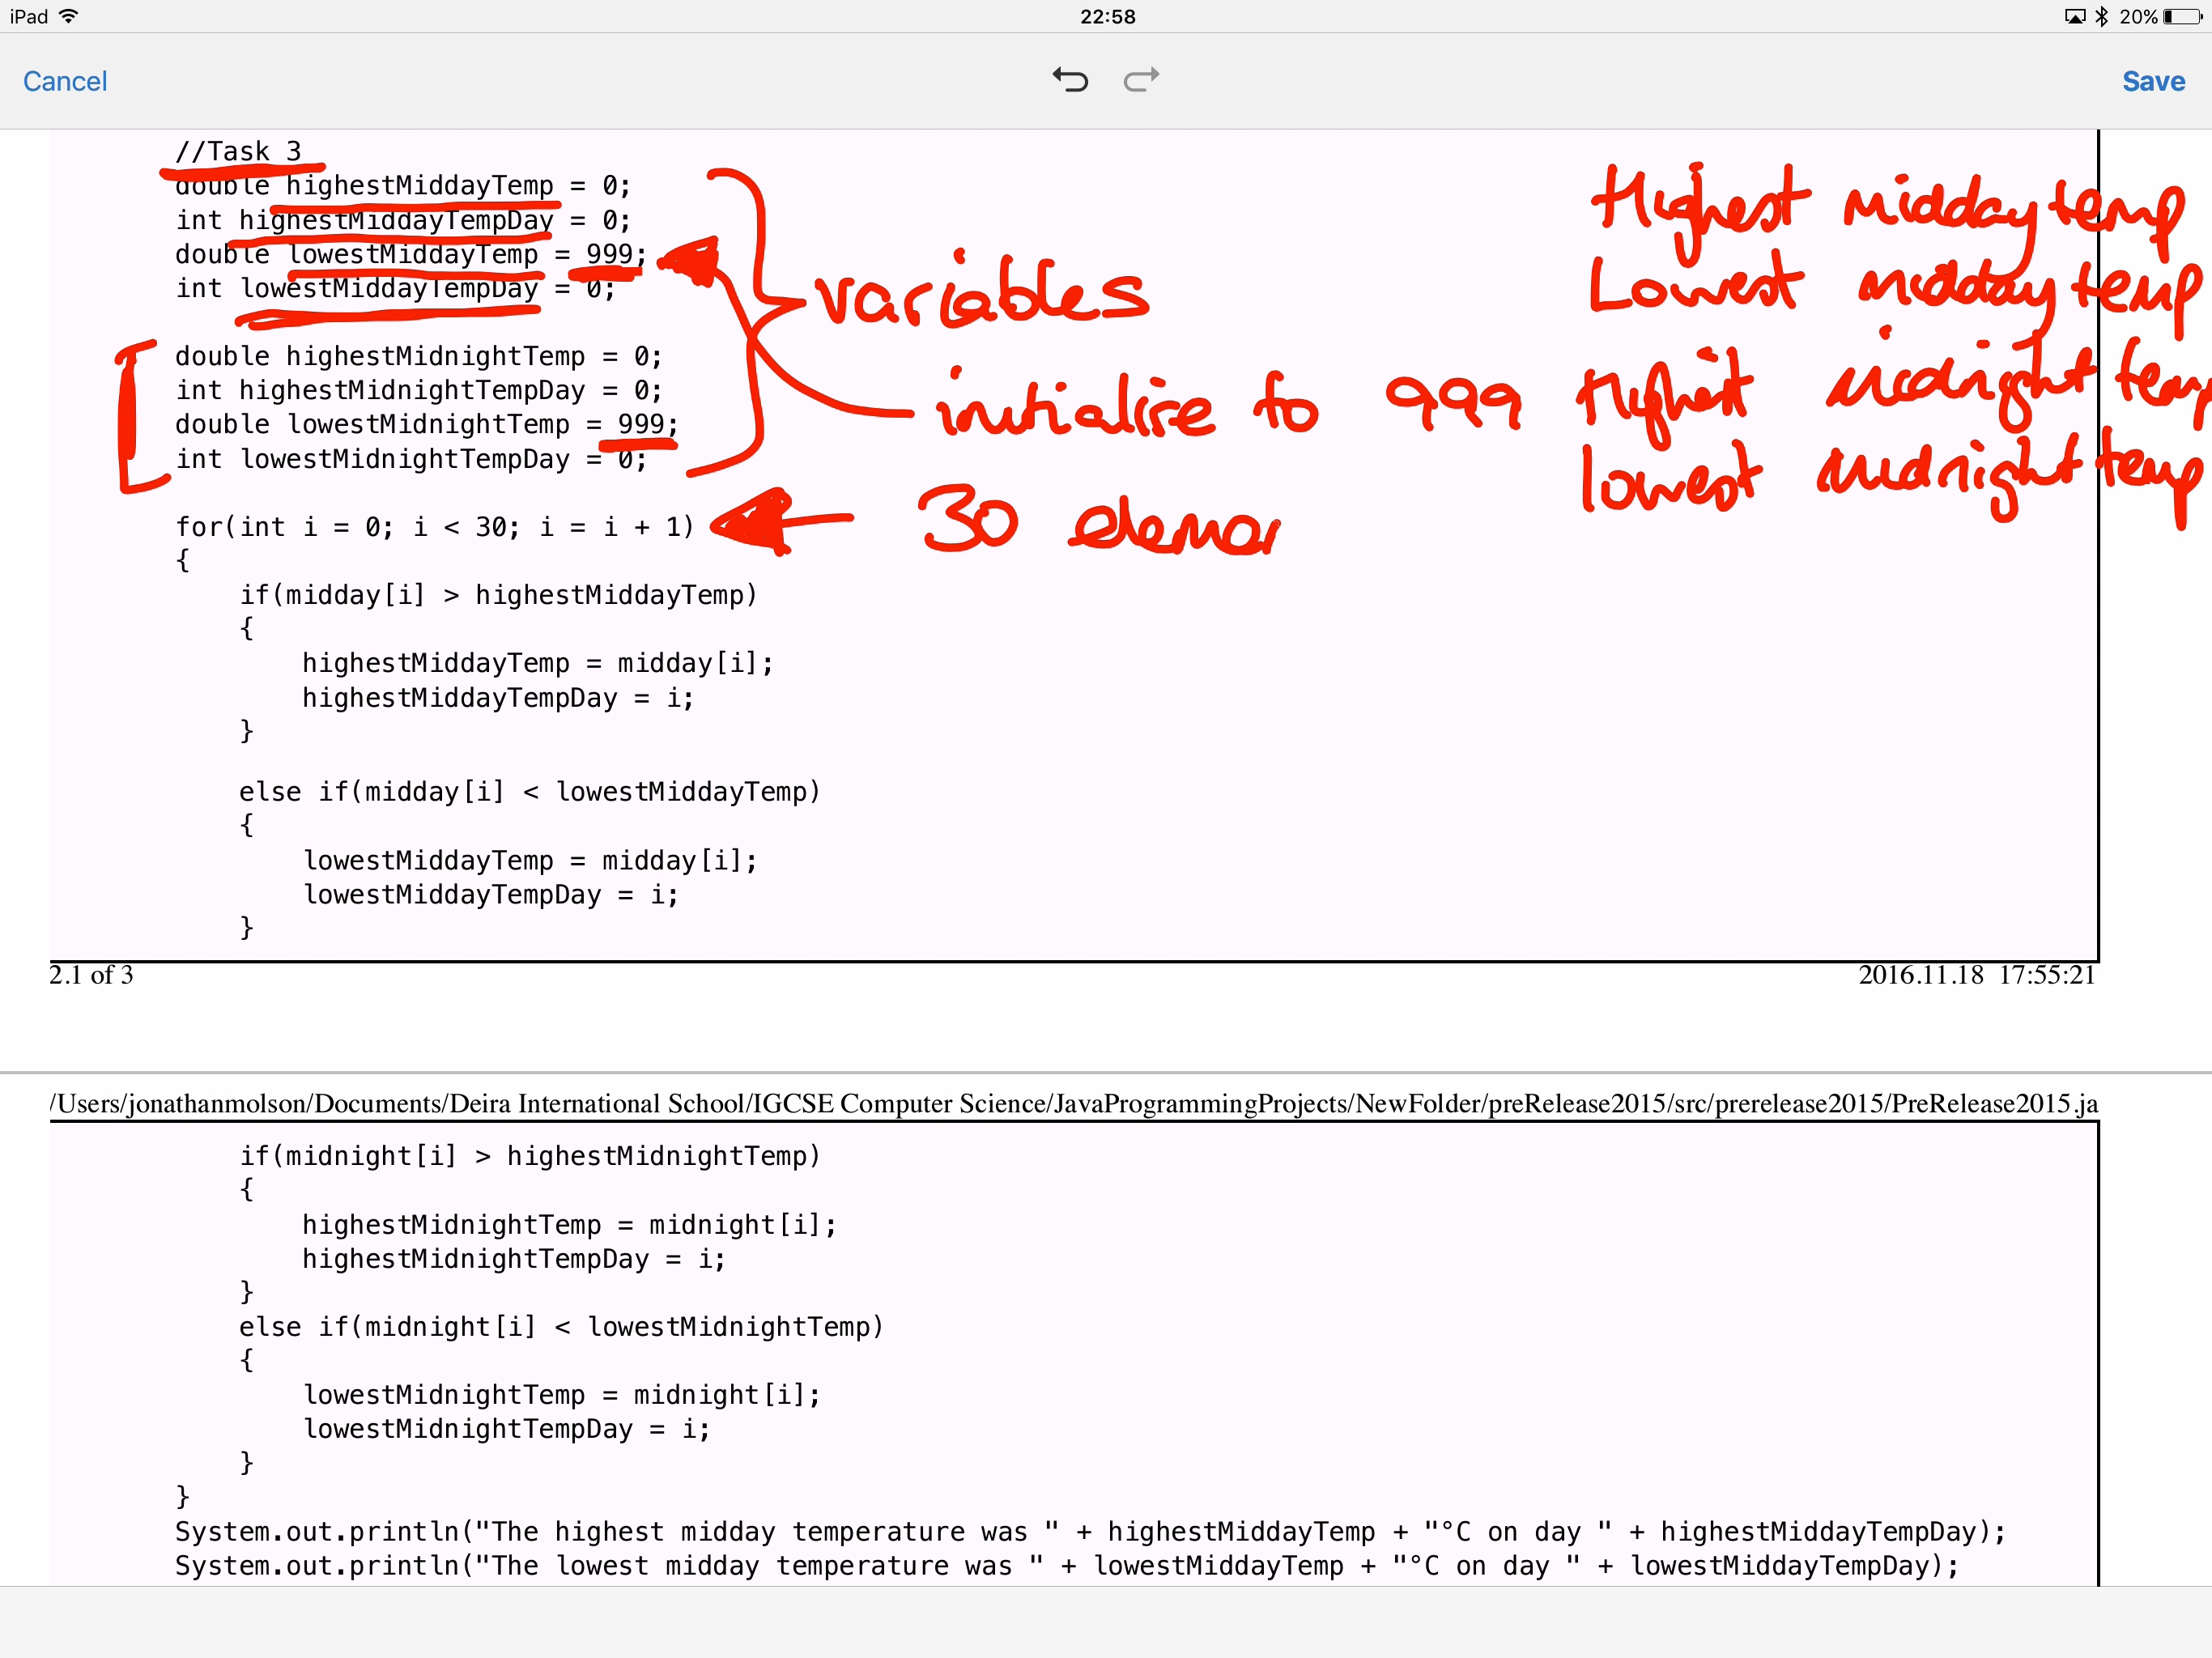 iPad 22:58 20%
Cancel Save
//Task 3
double highestMiddayTemp = 0;
int highestMiddayTempDay = 0;
double lowestMiddayTemp = 999;
int lowestMiddayTempDay = 0;
double highestMidnightTemp = 0;
int highestMidnightTempDay = 0;
double lowestMidnightTemp = 999;
int lowestMidnightTempDay = 0;
variables
initialise to 999
Highest midday temp
Lowest midday temp
Highest midnight temp
lowest midnight temp
for(int i = 0; i < 30; i = i + 1)
30
{
if(midday[i] > highestMiddayTemp)
{
highestMiddayTemp = midday[i];
highestMiddayTempDay = i;
}
else if(midday[i] < lowestMiddayTemp)
{
lowestMiddayTemp = midday[i];
lowestMiddayTempDay = i;
}
2.1 of 3 2016.11.18 17:55:21
/Users/jonathanmolson/Documents/Deira International School/IGCSE Computer Science/JavaProgrammingProjects/NewFolder/preRelease2015/src/prerelease2015/PreRelease2015.ja
if(midnight[i] > highestMidnightTemp)
{
highestMidnightTemp = midnight[i];
highestMidnightTempDay = i;
}
else if(midnight[i] < lowestMidnightTemp)
{
lowestMidnightTemp = midnight[i];
lowestMidnightTempDay = i;
}
}
System.out.println("The highest midday temperature was " + highestMiddayTemp + "°C on day " + highestMiddayTempDay);
System.out.println("The lowest midday temperature was " + lowestMiddayTemp + "°C on day " + lowestMiddayTempDay);